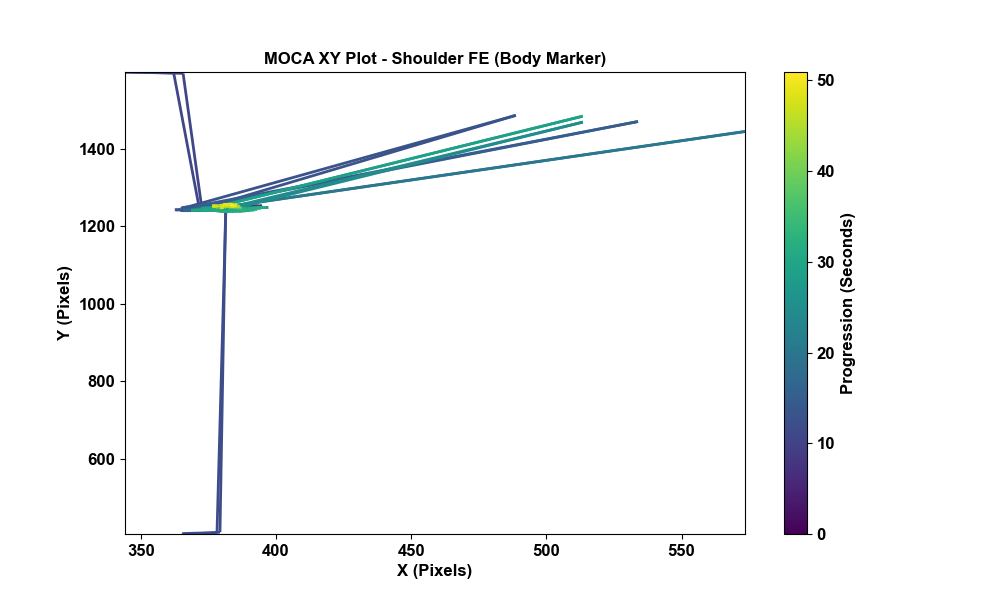 MOCA XY Plot - Shoulder FE (Body Marker)
1400
1200
1000
800
600
Y (Pixels)
350 400 450 500 550
X (Pixels)
50
40
30
20
10
0
Progression (Seconds)